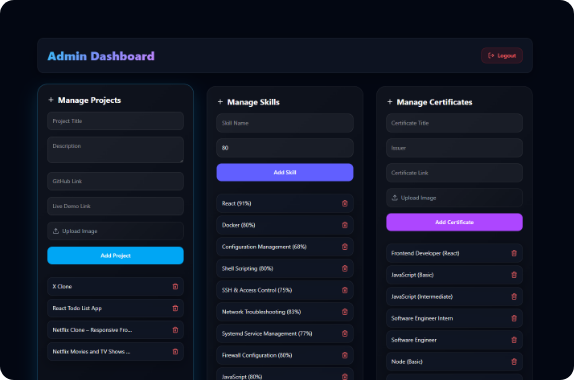 Admin Dashboard
Logout
Manage Projects
Project Title
Description
GitHub Link
Live Demo Link
Upload Image
Add Project
X Clone
React Todo List App
Netflix Clone – Responsive Fro...
Netflix Movies and TV Shows ...
Manage Skills
Skill Name
80
Add Skill
React (91%)
Docker (80%)
Configuration Management (68%)
Shell Scripting (80%)
SSH & Access Control (75%)
Network Troubleshooting (83%)
Systemd Service Management (77%)
Firewall Configuration (80%)
JavaScript (80%)
Manage Certificates
Certificate Title
Issuer
Certificate Link
Upload Image
Add Certificate
Frontend Developer (React)
JavaScript (Basic)
JavaScript (Intermediate)
Software Engineer Intern
Software Engineer
Node (Basic)